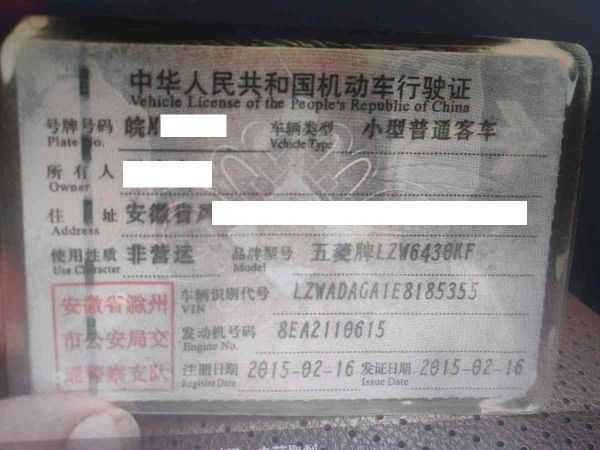 中华人民共和国机动车行驶证
Vehicle License of the People's Republic of China
号牌号码 皖 车辆类型 小型普通客车
Plate No. Vehicle Type
所有人
Owner
住 址 安徽省
Address
使用性质 非营运 品牌型号 五菱牌LZW6430KF
Use Character Model
车辆识别代号 LZWADAGA1E8185355
VIN
发动机号码 8EA2110615
Engine No.
注册日期 2015-02-16 发证日期 2015-02-16
Register Date Issue Date
安徽省滁州
市公安局交
通警察支队